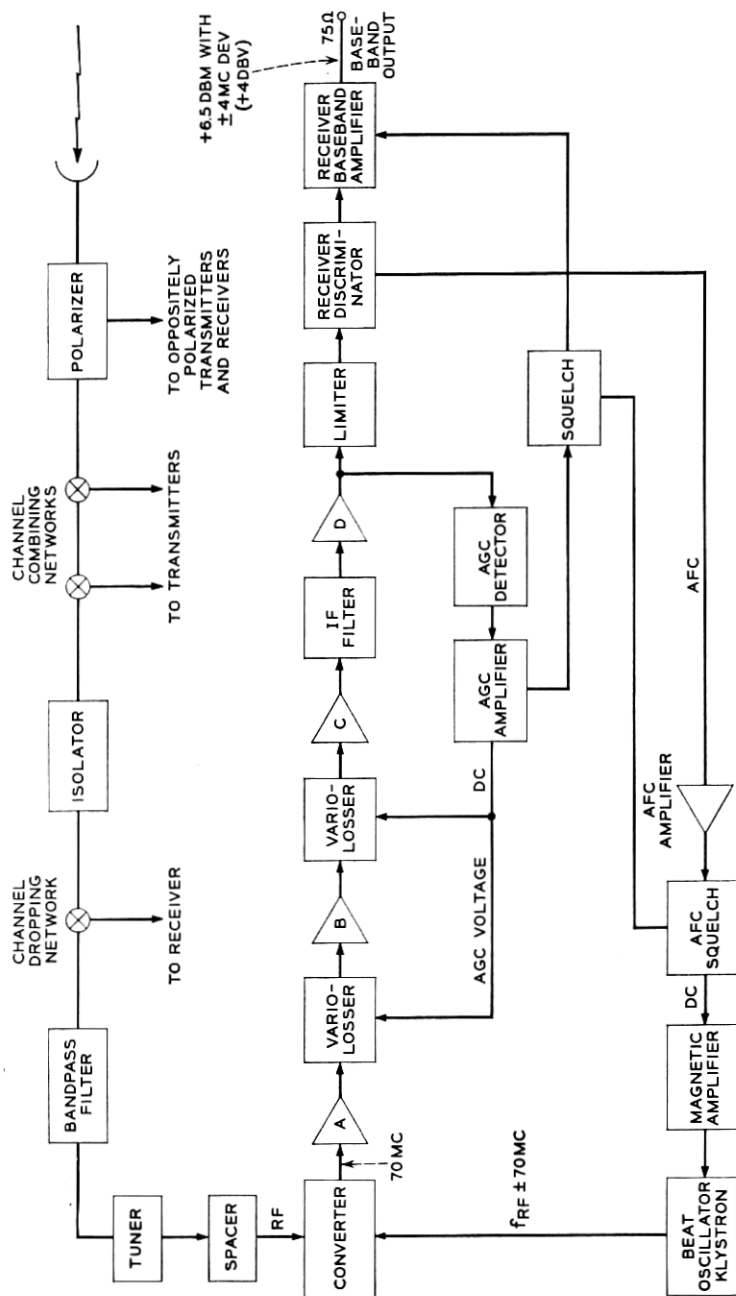 POLARIZER
TO OPPOSITELY
POLARIZED
TRANSMITTERS
AND RECEIVERS
CHANNEL
COMBINING
NETWORKS
TO TRANSMITTERS
ISOLATOR
CHANNEL
DROPPING
NETWORK
TO RECEIVER
BANDPASS
FILTER
TUNER
SPACER
RF
CONVERTER
70 MC
A
VARIO-
LOSSER
B
VARIO-
LOSSER
C
IF
FILTER
D
LIMITER
RECEIVER
DISCRIMI-
NATOR
RECEIVER
BASEBAND
AMPLIFIER
+6.5 DBM WITH
±4 MC DEV
(+4 DBV)
75Ω
BASE-
BAND
OUTPUT
AGC
DETECTOR
AGC
AMPLIFIER
DC
AGC VOLTAGE
SQUELCH
AFC
AFC
AMPLIFIER
AFC
SQUELCH
DC
MAGNETIC
AMPLIFIER
BEAT
OSCILLATOR
KLYSTRON
fRF ± 70 MC